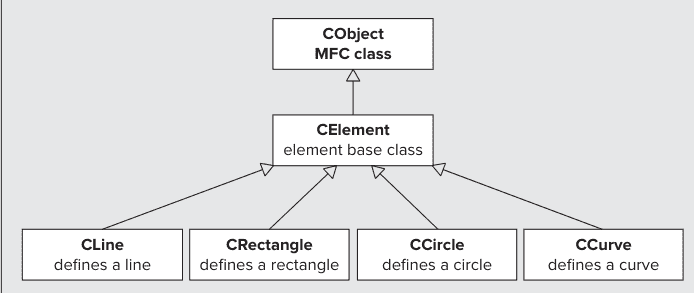 CObject
MFC class
CElement
element base class
CLine
defines a line
CRectangle
defines a rectangle
CCircle
defines a circle
CCurve
defines a curve